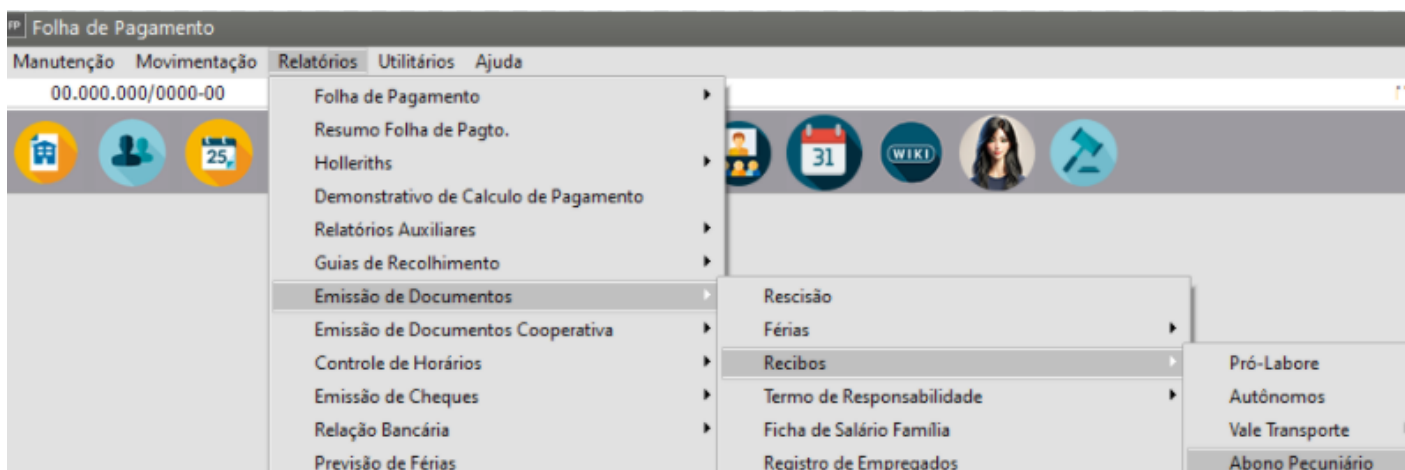 FP Folha de Pagamento
Manutenção Movimentação Relatórios Utilitários Ajuda
00.000.000/0000-00
25
31
WIKI
Folha de Pagamento
Resumo Folha de Pagto.
Holleriths
Demonstrativo de Calculo de Pagamento
Relatórios Auxiliares
Guias de Recolhimento
Emissão de Documentos
Emissão de Documentos Cooperativa
Controle de Horários
Emissão de Cheques
Relação Bancária
Previsão de Férias
Rescisão
Férias
Recibos
Termo de Responsabilidade
Ficha de Salário Família
Registro de Empregados
Pró-Labore
Autônomos
Vale Transporte
Abono Pecuniário